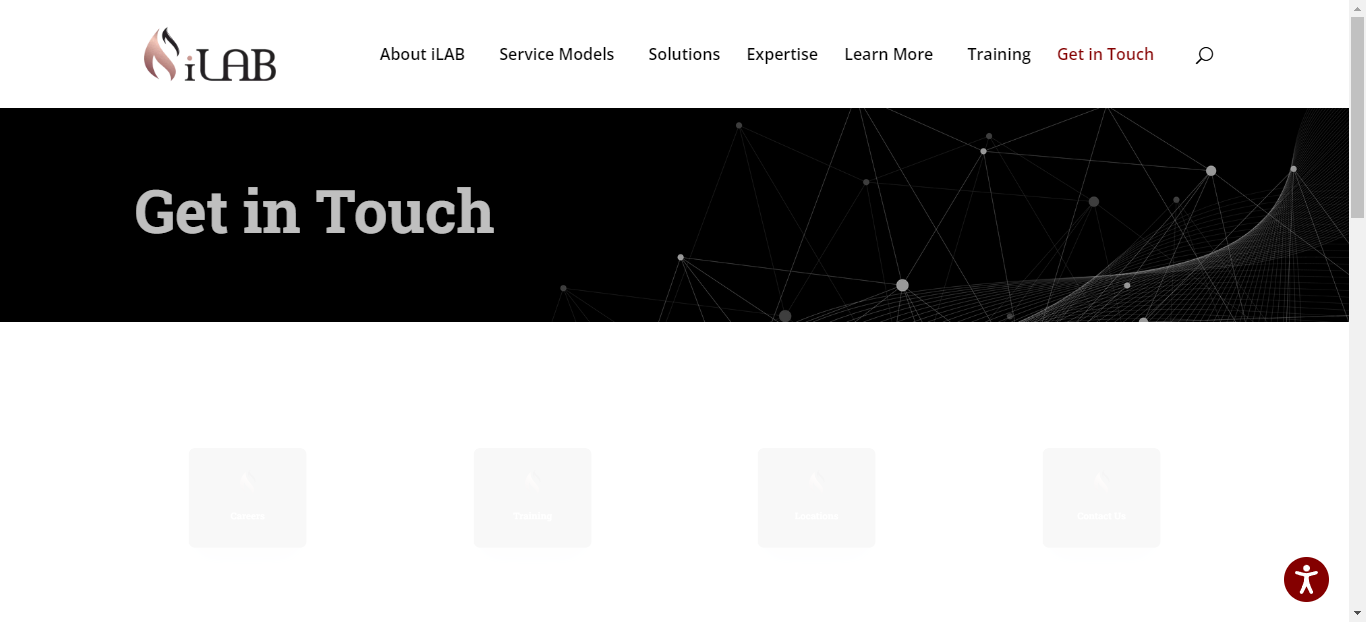 iLAB
About iLAB
Service Models
Solutions
Expertise
Learn More
Training
Get in Touch
Get in Touch
Careers
Training
Locations
Contact Us